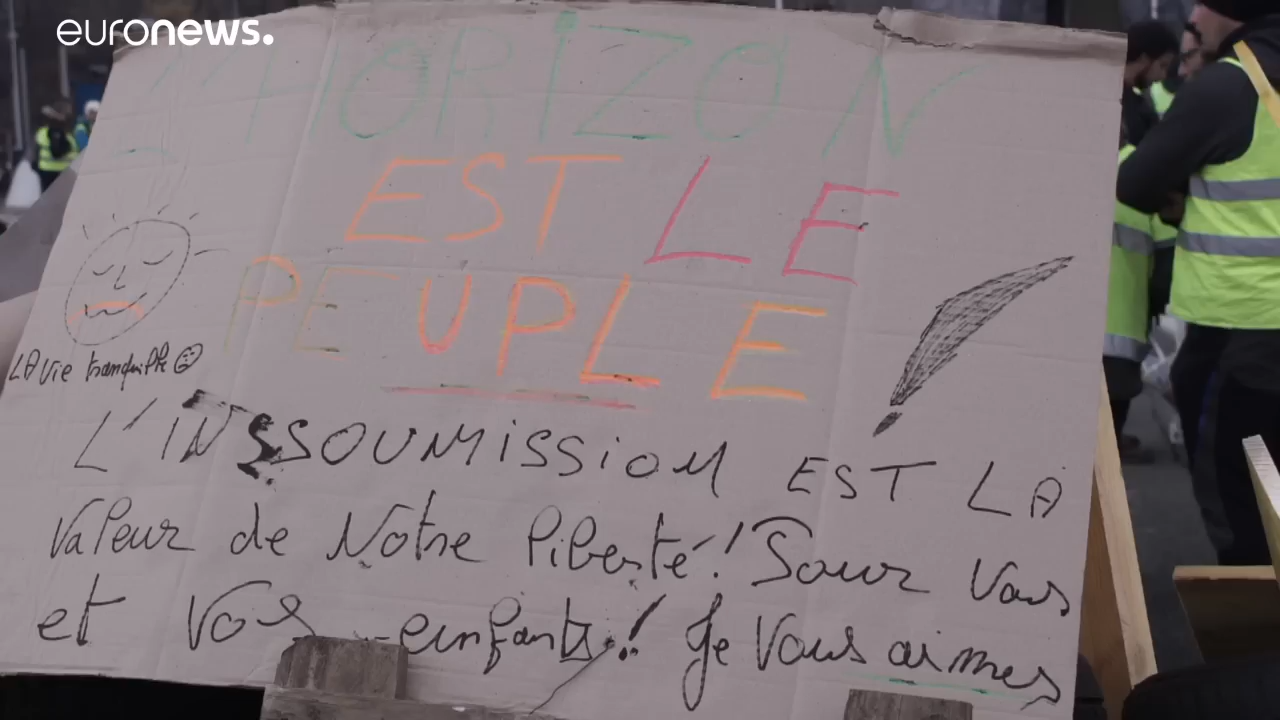 euronews.
L'HORIZON
EST LE
PEUPLE !
LA Vie tranquille
L'INSSOUMISSION EST LA
Valeur de Notre liberté! Sour Vous
et Vos enfants! Je Vous aimes